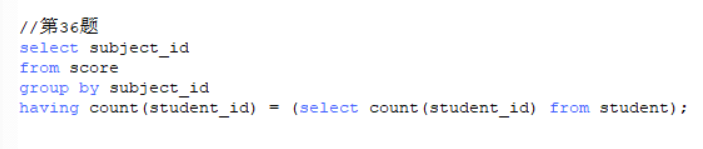 //第36题
select subject_id
from score
group by subject_id
having count(student_id) = (select count(student_id) from student);